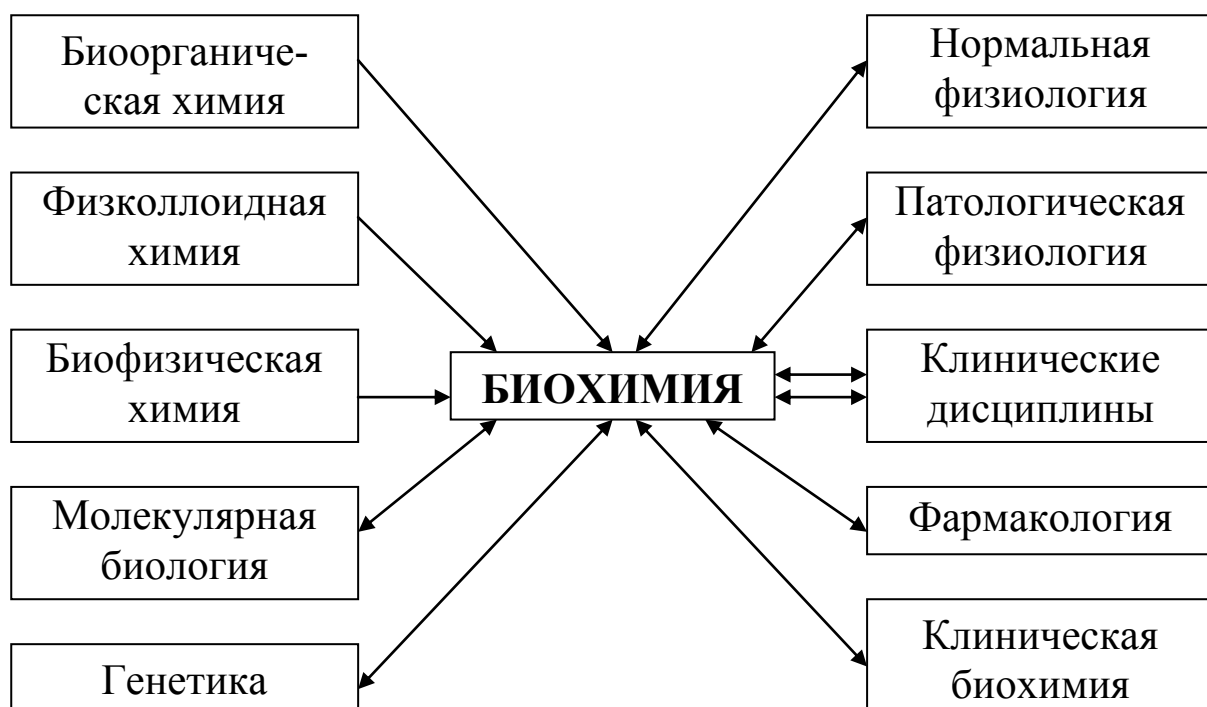 Биоорганиче-
ская химия
Физколлоидная
химия
Биофизическая
химия
Молекулярная
биология
Генетика
БИОХИМИЯ
Нормальная
физиология
Патологическая
физиология
Клинические
дисциплины
Фармакология
Клиническая
биохимия